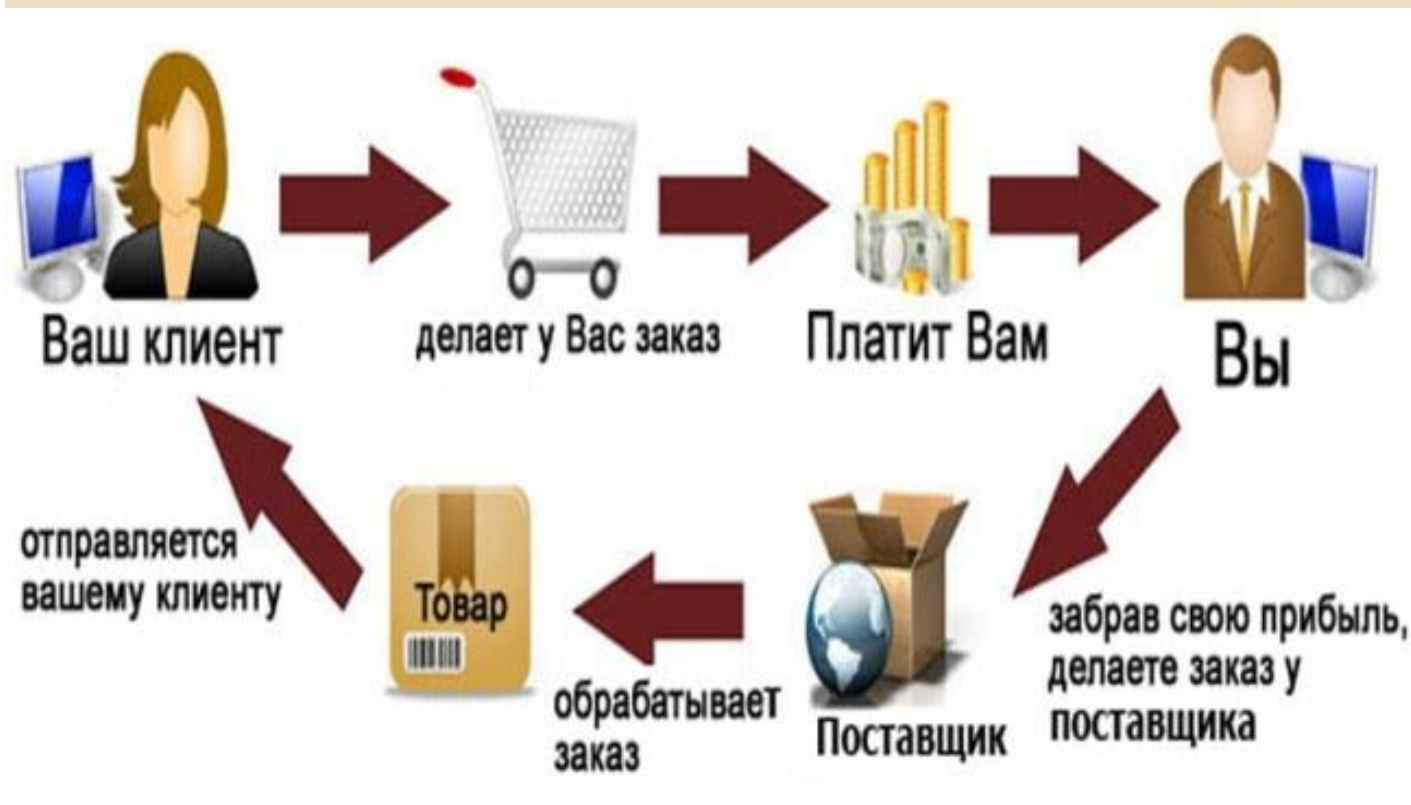 Ваш клиент
делает у Вас заказ
Платит Вам
Вы
забрав свою прибыль,
делаете заказ у
поставщика
Поставщик
обрабатывает
заказ
Товар
отправляется
вашему клиенту